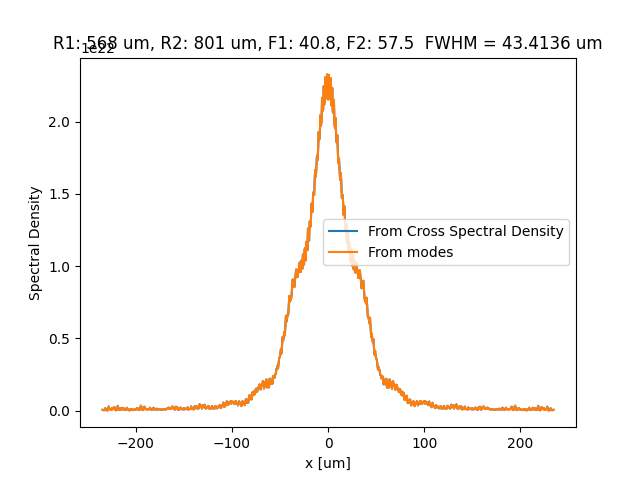 R1: 568 um, R2: 801 um, F1: 40.8, F2: 57.5  FWHM = 43.4136 um
1e22
2.0
1.5
1.0
0.5
0.0
Spectral Density
From Cross Spectral Density
From modes
−200
−100
0
100
200
x [um]